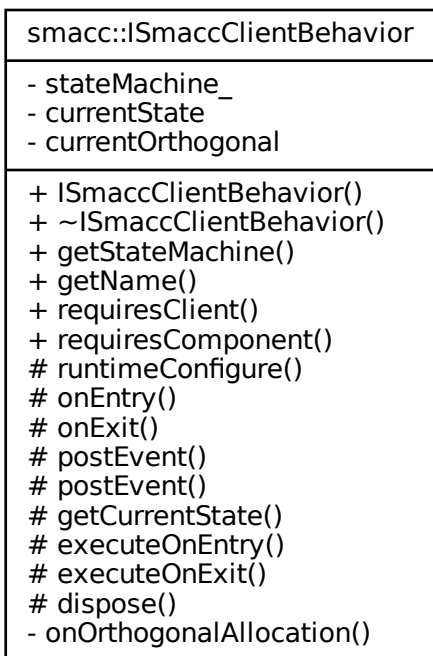 smacc::ISmaccClientBehavior
- stateMachine_
- currentState
- currentOrthogonal
+ ISmaccClientBehavior()
+ ~ISmaccClientBehavior()
+ getStateMachine()
+ getName()
+ requiresClient()
+ requiresComponent()
# runtimeConfigure()
# onEntry()
# onExit()
# postEvent()
# postEvent()
# getCurrentState()
# executeOnEntry()
# executeOnExit()
# dispose()
- onOrthogonalAllocation()